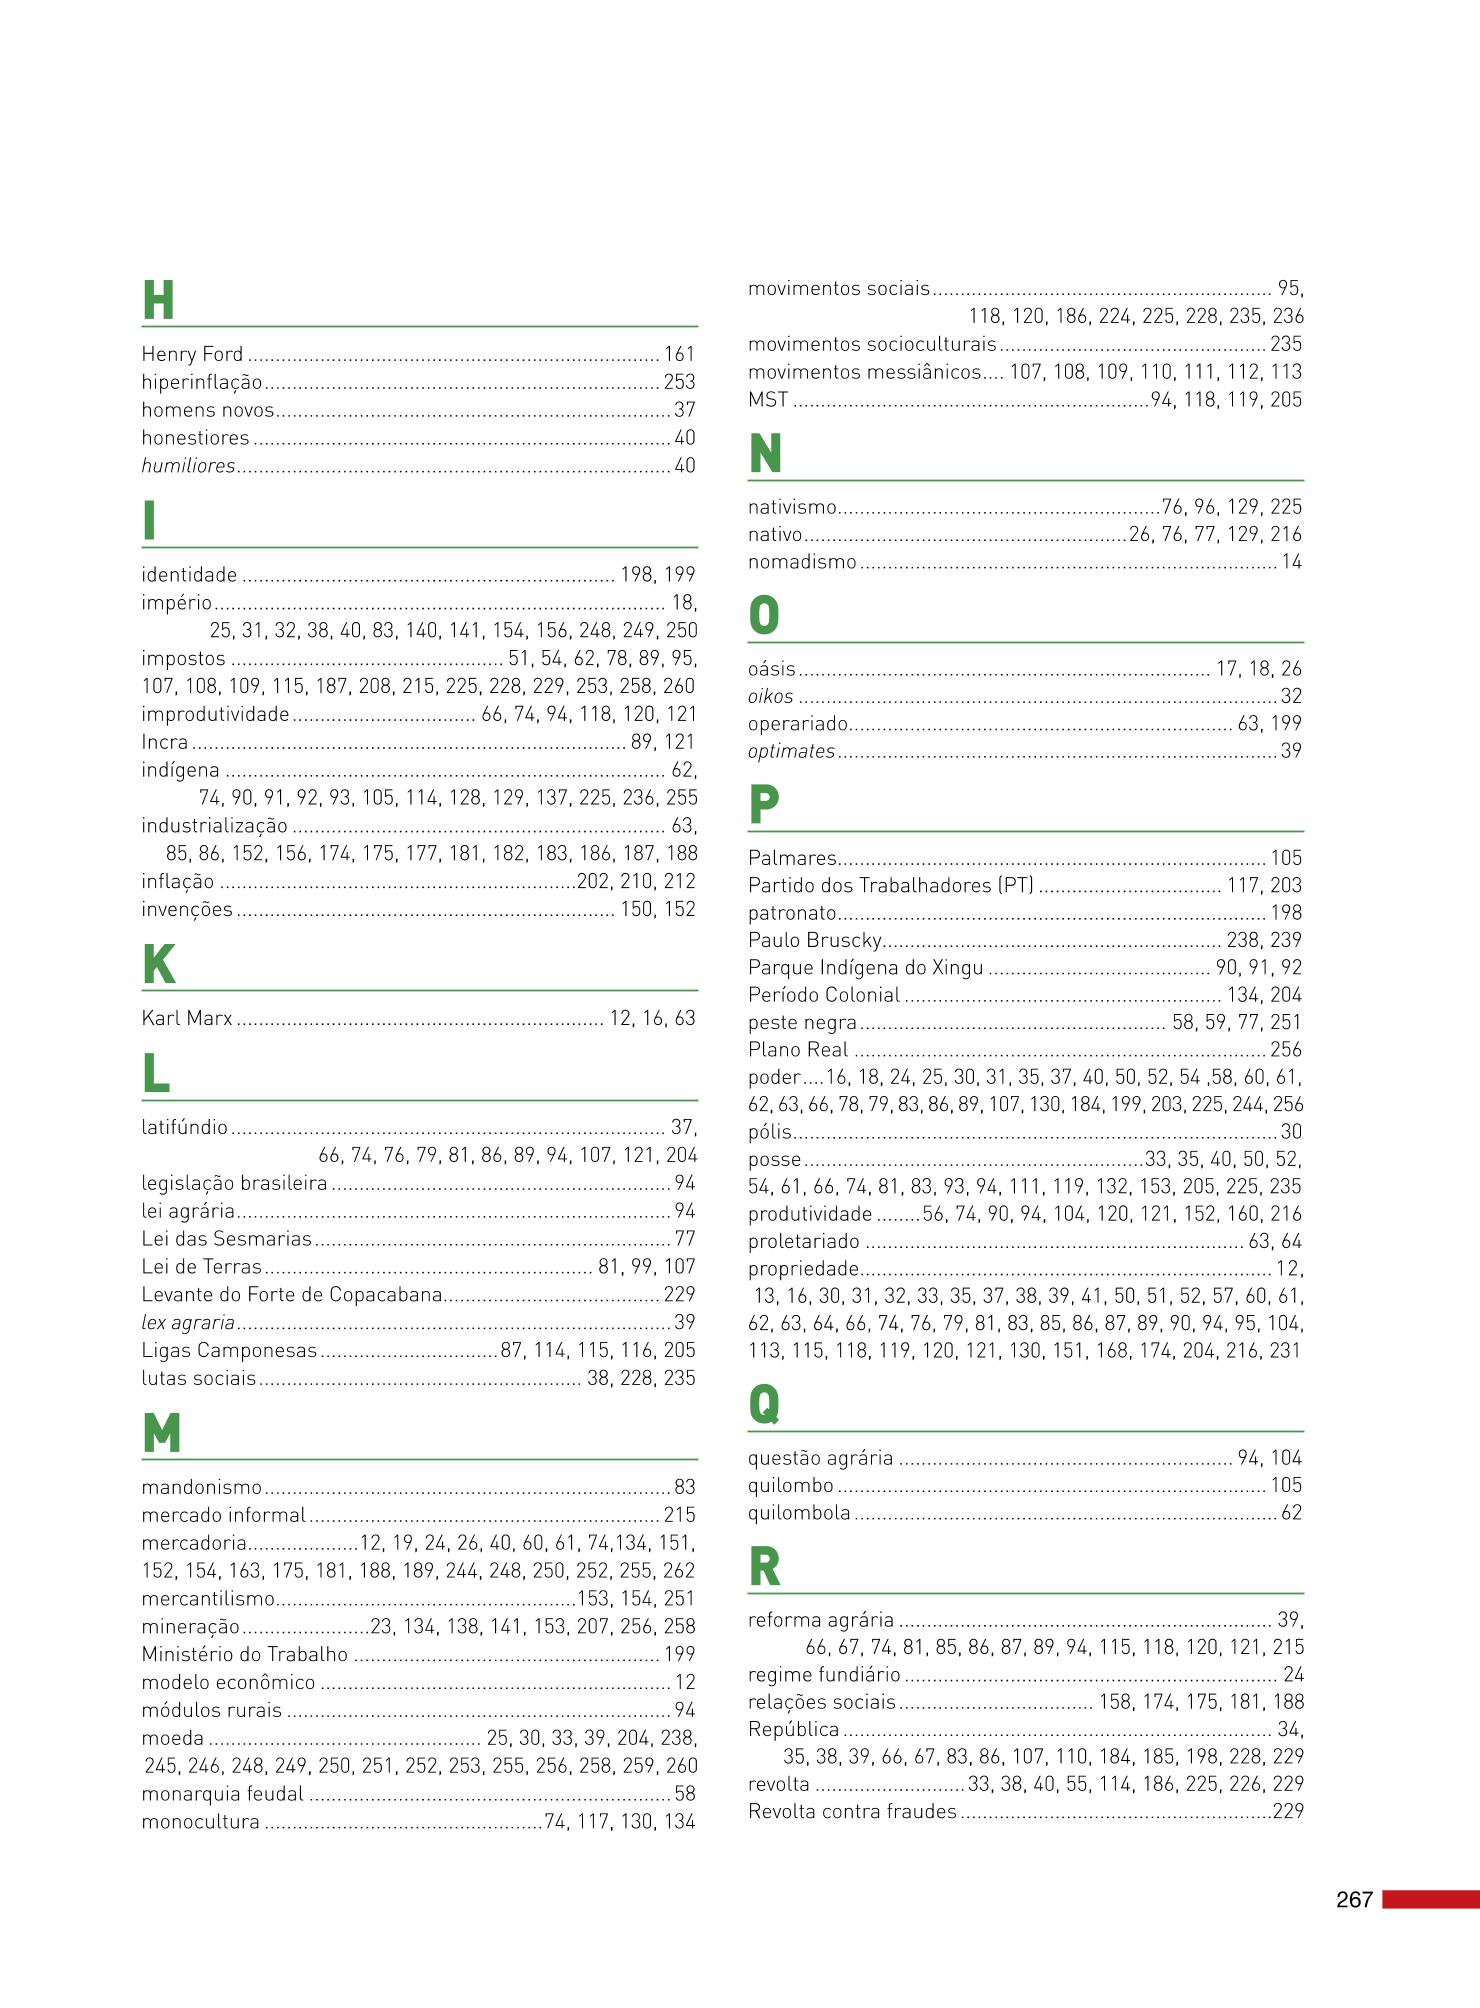 H
Henry Ford ........................................................................... 161
hiperinflação........................................................................ 253
homens novos........................................................................ 37
honestiores ........................................................................... 40
humiliores.............................................................................. 40
I
identidade ................................................................... 198, 199
império................................................................................. 18,
25, 31, 32, 38, 40, 83, 140, 141, 154, 156, 248, 249, 250
impostos ................................................. 51, 54, 62, 78, 89, 95,
107, 108, 109, 115, 187, 208, 215, 225, 228, 229, 253, 258, 260
improdutividade................................. 66, 74, 94, 118, 120, 121
Incra .............................................................................. 89, 121
indígena ............................................................................... 62,
74, 90, 91, 92, 93, 105, 114, 128, 129, 137, 225, 236, 255
industrialização ................................................................... 63,
85, 86, 152, 156, 174, 175, 177, 181, 182, 183, 186, 187, 188
inflação ................................................................202, 210, 212
invenções .................................................................... 150, 152
K
Karl Marx .................................................................. 12, 16, 63
L
latifúndio .............................................................................. 37,
66, 74, 76, 79, 81, 86, 89, 94, 107, 121, 204
legislação brasileira ............................................................. 94
lei agrária.............................................................................. 94
Lei das Sesmarias................................................................ 77
Lei de Terras........................................................... 81, 99, 107
Levante do Forte de Copacabana....................................... 229
lex agraria.............................................................................. 39
Ligas Camponesas................................87, 114, 115, 116, 205
lutas sociais.......................................................... 38, 228, 235
M
mandonismo......................................................................... 83
mercado informal............................................................... 215
mercadoria....................12, 19, 24, 26, 40, 60, 61, 74,134, 151,
152, 154, 163, 175, 181, 188, 189, 244, 248, 250, 252, 255, 262
mercantilismo......................................................153, 154, 251
mineração.......................23, 134, 138, 141, 153, 207, 256, 258
Ministério do Trabalho ....................................................... 199
modelo econômico ............................................................... 12
módulos rurais ..................................................................... 94
moeda ................................................. 25, 30, 33, 39, 204, 238,
245, 246, 248, 249, 250, 251, 252, 253, 255, 256, 258, 259, 260
monarquia feudal ................................................................. 58
monocultura ..................................................74, 117, 130, 134
movimentos sociais............................................................. 95,
118, 120, 186, 224, 225, 228, 235, 236
movimentos socioculturais................................................ 235
movimentos messiânicos.... 107, 108, 109, 110, 111, 112, 113
MST ................................................................94, 118, 119, 205
N
nativismo..........................................................76, 96, 129, 225
nativo..........................................................26, 76, 77, 129, 216
nomadismo........................................................................... 14
O
oásis .......................................................................... 17, 18, 26
oikos ...................................................................................... 32
operariado..................................................................... 63, 199
optimates............................................................................... 39
P
Palmares............................................................................. 105
Partido dos Trabalhadores (PT) ................................. 117, 203
patronato............................................................................. 198
Paulo Bruscky............................................................. 238, 239
Parque Indígena do Xingu ........................................ 90, 91, 92
Período Colonial ......................................................... 134, 204
peste negra....................................................... 58, 59, 77, 251
Plano Real .......................................................................... 256
poder....16, 18, 24, 25, 30, 31, 35, 37, 40, 50, 52, 54 ,58, 60, 61,
62, 63, 66, 78, 79, 83, 86, 89, 107, 130, 184, 199, 203, 225, 244, 256
pólis....................................................................................... 30
posse.............................................................33, 35, 40, 50, 52,
54, 61, 66, 74, 81, 83, 93, 94, 111, 119, 132, 153, 205, 225, 235
produtividade ........56, 74, 90, 94, 104, 120, 121, 152, 160, 216
proletariado .................................................................... 63, 64
propriedade.......................................................................... 12,
13, 16, 30, 31, 32, 33, 35, 37, 38, 39, 41, 50, 51, 52, 57, 60, 61,
62, 63, 64, 66, 74, 76, 79, 81, 83, 85, 86, 87, 89, 90, 94, 95, 104,
113, 115, 118, 119, 120, 121, 130, 151, 168, 174, 204, 216, 231
Q
questão agrária ............................................................ 94, 104
quilombo ............................................................................. 105
quilombola ............................................................................ 62
R
reforma agrária ................................................................... 39,
66, 67, 74, 81, 85, 86, 87, 89, 94, 115, 118, 120, 121, 215
regime fundiário ................................................................... 24
relações sociais................................... 158, 174, 175, 181, 188
República ............................................................................. 34,
35, 38, 39, 66, 67, 83, 86, 107, 110, 184, 185, 198, 228, 229
revolta ...........................33, 38, 40, 55, 114, 186, 225, 226, 229
Revolta contra fraudes........................................................229
267